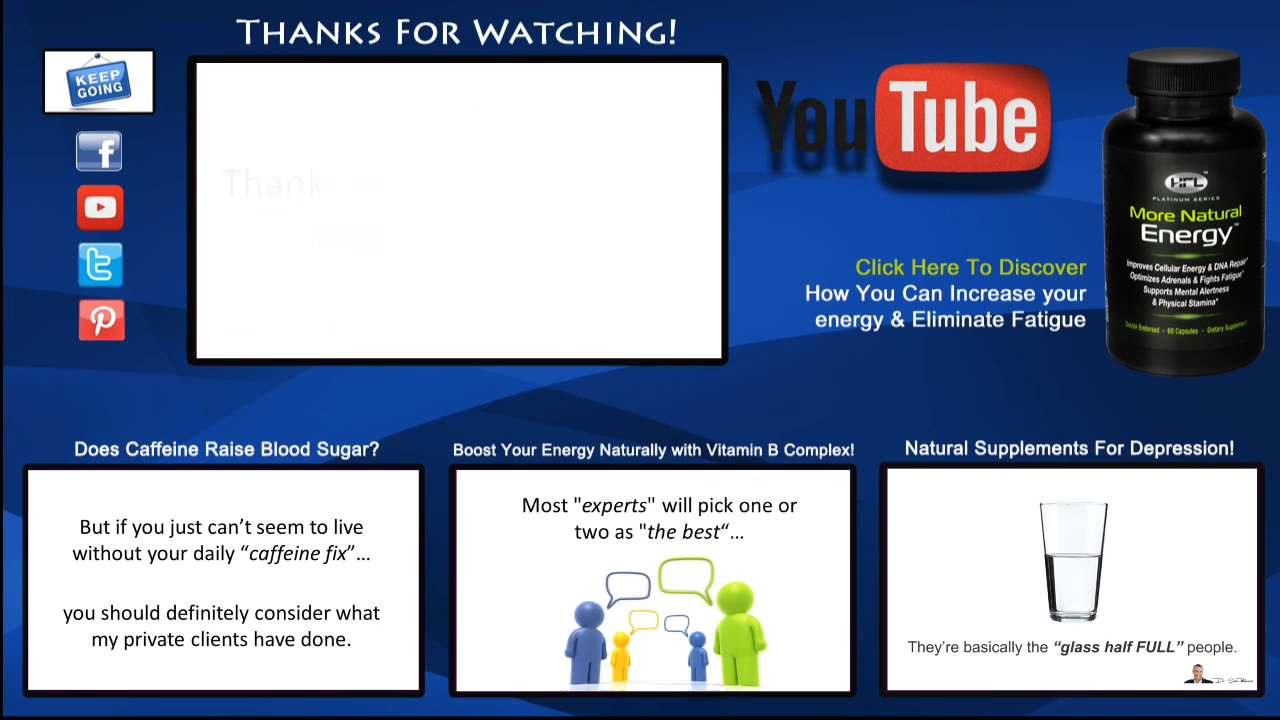 THANKS FOR WATCHING!
KEEP
GOING
f
Thank
YouTube
HFL
PLATINUM SERIES
More Natural
Energy™
Improves Cellular Energy & DNA Repair*
Optimizes Adrenals & Fights Fatigue*
Supports Mental Alertness
& Physical Stamina*
Doctor Endorsed - 60 Capsules - Dietary Supplement
Click Here To Discover
How You Can Increase your
energy & Eliminate Fatigue
Does Caffeine Raise Blood Sugar?
But if you just can’t seem to live
without your daily “caffeine fix”...
you should definitely consider what
my private clients have done.
Boost Your Energy Naturally with Vitamin B Complex!
Most "experts" will pick one or
two as "the best“...
Natural Supplements For Depression!
They’re basically the “glass half FULL” people.